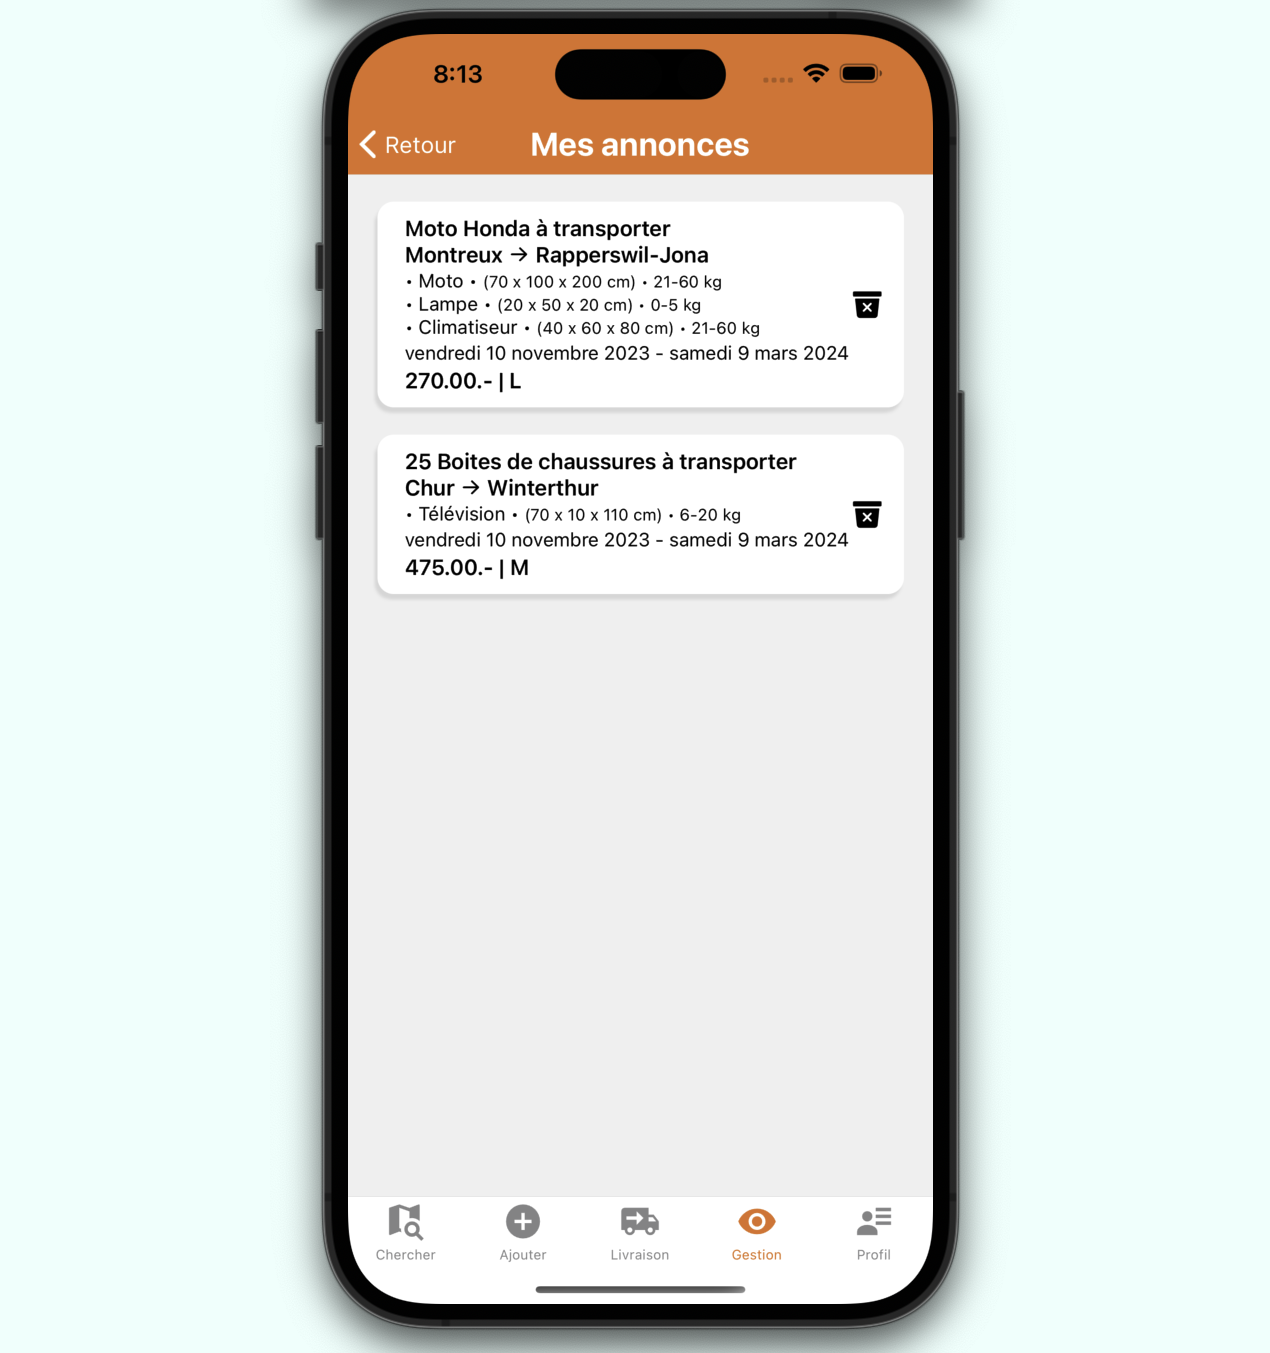 8:13
Retour
Mes annonces
Moto Honda à transporter
Montreux → Rapperswil-Jona
• Moto • (70 x 100 x 200 cm) • 21-60 kg
• Lampe • (20 x 50 x 20 cm) • 0-5 kg
• Climatiseur • (40 x 60 x 80 cm) • 21-60 kg
vendredi 10 novembre 2023 - samedi 9 mars 2024
270.00.- | L
25 Boites de chaussures à transporter
Chur → Winterthur
• Télévision • (70 x 10 x 110 cm) • 6-20 kg
vendredi 10 novembre 2023 - samedi 9 mars 2024
475.00.- | M
Chercher
Ajouter
Livraison
Gestion
Profil